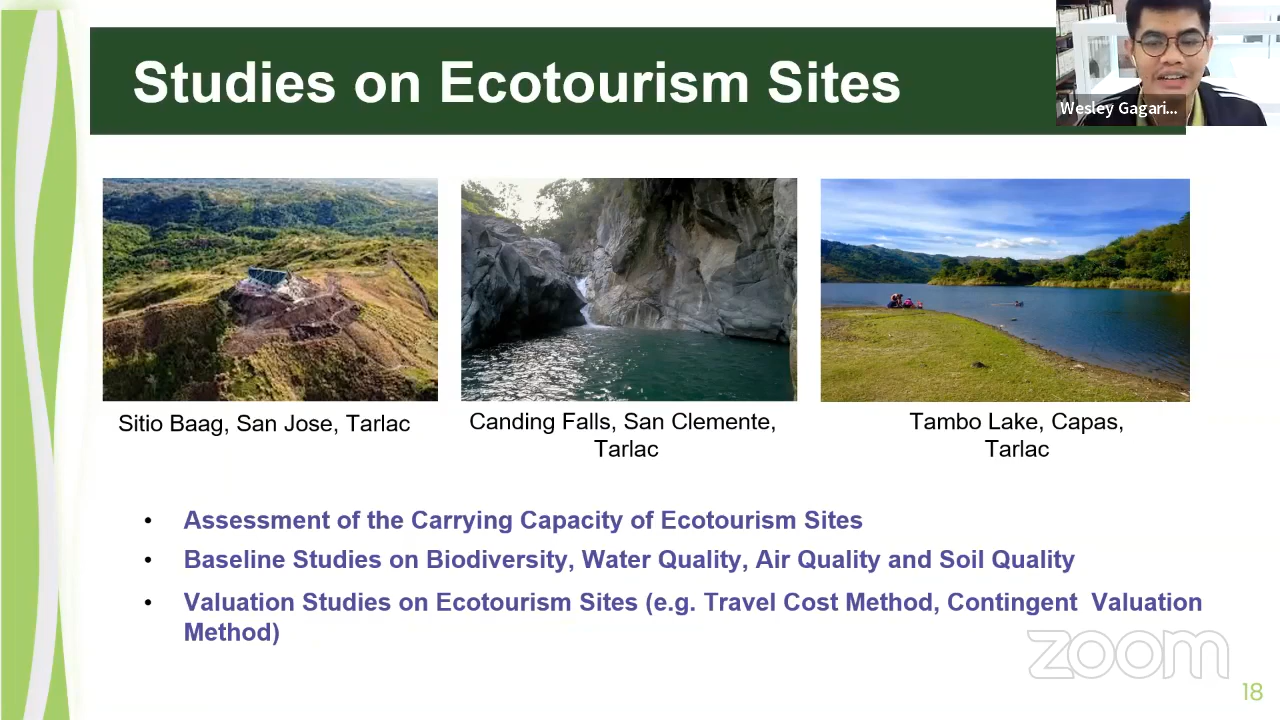 Studies on Ecotourism Sites
Wesley Gagari...
Sitio Baag, San Jose, Tarlac
Canding Falls, San Clemente,
Tarlac
Tambo Lake, Capas,
Tarlac
• Assessment of the Carrying Capacity of Ecotourism Sites
• Baseline Studies on Biodiversity, Water Quality, Air Quality and Soil Quality
• Valuation Studies on Ecotourism Sites (e.g. Travel Cost Method, Contingent Valuation
Method)
zoom
18